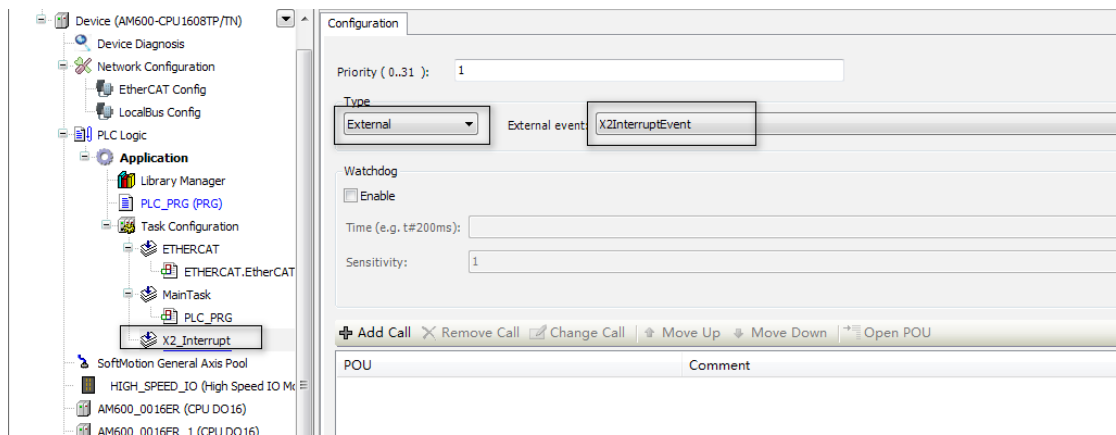 Device (AM600-CPU1608TP/TN)
Device Diagnosis
Network Configuration
EtherCAT Config
LocalBus Config
PLC Logic
Application
Library Manager
PLC_PRG (PRG)
Task Configuration
ETHERCAT
ETHERCAT.EtherCAT
MainTask
PLC_PRG
X2_Interrupt
SoftMotion General Axis Pool
HIGH_SPEED_IO (High Speed IO Mo
AM600_0016ER (CPU DO16)
AM600_0016ER_1 (CPU DO16)
Configuration
Priority ( 0..31 ): 1
Type
External External event: X2InterruptEvent
Watchdog
Enable
Time (e.g. t#200ms):
Sensitivity: 1
Add Call Remove Call Change Call Move Up Move Down Open POU
POU Comment